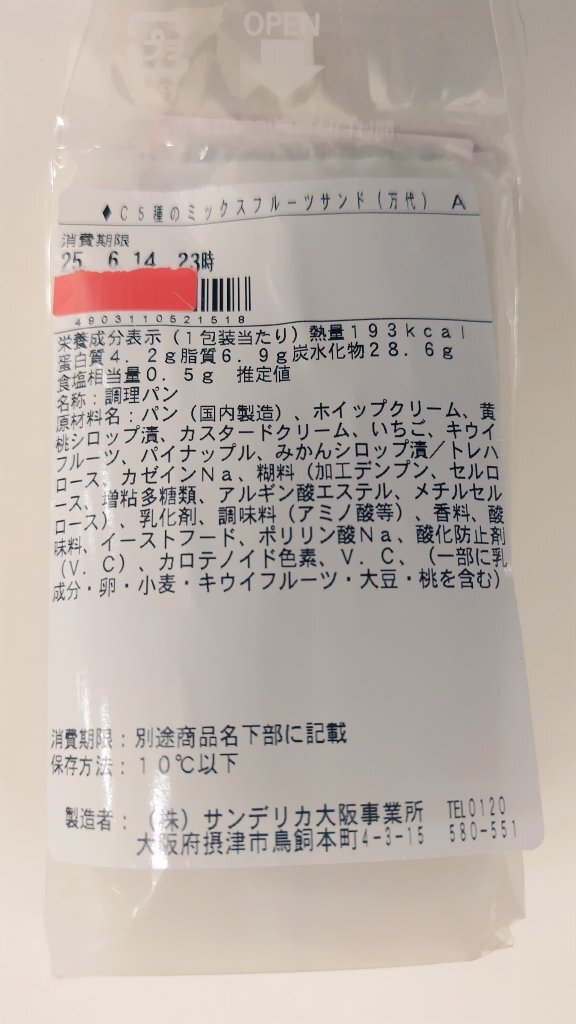 OPEN
◆C5種のミックスフルーツサンド(万代) A
消費期限
25. 6.14 23時
4903110521518
栄養成分表示(1包装当たり)熱量193kcal
蛋白質4.2g脂質6.9g炭水化物28.6g
食塩相当量0.5g 推定値
名称:調理パン
原材料名:パン(国内製造)、ホイップクリーム、黄
桃シロップ漬、カスタードクリーム、いちご、キウイ
フルーツ、パイナップル、みかんシロップ漬/トレハ
ロース、カゼインNa、糊料(加工デンプン、セルロ
ース、増粘多糖類、アルギン酸エステル、メチルセル
ロース)、乳化剤、調味料(アミノ酸等)、香料、酸
味料、イーストフード、ポリリン酸Na、酸化防止剤
(V.C)、カロテノイド色素、V.C、(一部に乳
成分・卵・小麦・キウイフルーツ・大豆・桃を含む)
消費期限:別途商品名下部に記載
保存方法:10℃以下
製造者:(株)サンデリカ大阪事業所 TEL0120
大阪府摂津市鳥飼本町4-3-15 580-551